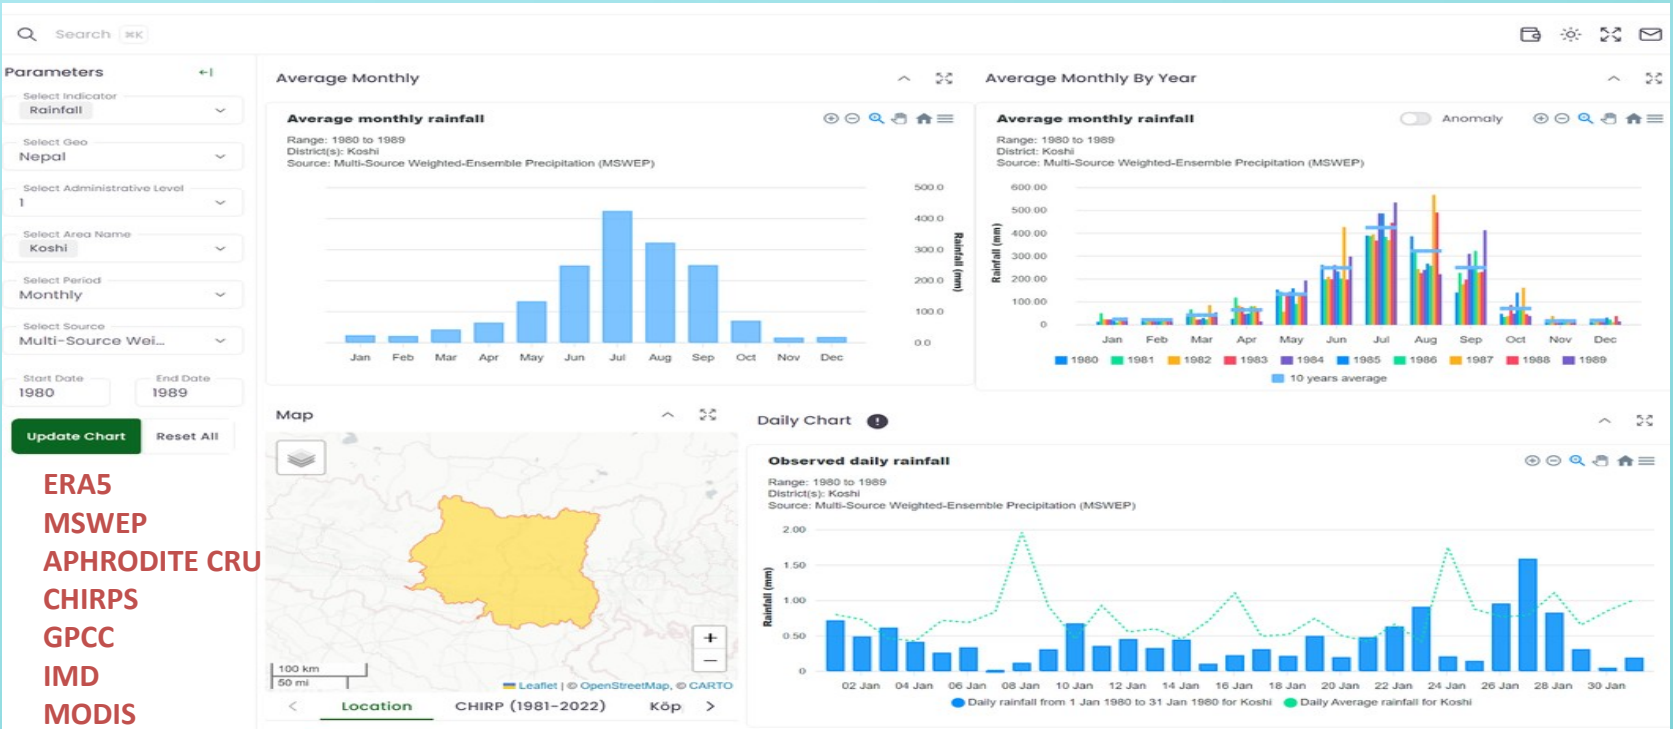 Search ⌘K
Parameters
Select Indicator
Rainfall
Select Geo
Nepal
Select Administrative Level
1
Select Area Name
Koshi
Select Period
Monthly
Select Source
Multi-Source Wei...
Start Date
1980
End Date
1989
Update Chart
Reset All
ERA5
MSWEP
APHRODITE CRU
CHIRPS
GPCC
IMD
MODIS
Average Monthly
Average monthly rainfall
Range: 1980 to 1989
District(s): Koshi
Source: Multi-Source Weighted-Ensemble Precipitation (MSWEP)
500.0
400.0
300.0
200.0
100.0
0.0
Rainfall (mm)
Jan Feb Mar Apr May Jun Jul Aug Sep Oct Nov Dec
Average Monthly By Year
Average monthly rainfall
Anomaly
Range: 1980 to 1989
District: Koshi
Source: Multi-Source Weighted-Ensemble Precipitation (MSWEP)
Rainfall (mm)
600.00
500.00
400.00
300.00
200.00
100.00
0
Jan Feb Mar Apr May Jun Jul Aug Sep Oct Nov Dec
1980 1981 1982 1983 1984 1985 1986 1987 1988 1989
10 years average
Map
100 km
50 mi
+
−
Leaflet | © OpenStreetMap, © CARTO
< Location CHIRP (1981-2022) Köp >
Daily Chart !
Observed daily rainfall
Range: 1980 to 1989
District(s): Koshi
Source: Multi-Source Weighted-Ensemble Precipitation (MSWEP)
Rainfall (mm)
2.00
1.50
1.00
0.50
0
02 Jan 04 Jan 06 Jan 08 Jan 10 Jan 12 Jan 14 Jan 16 Jan 18 Jan 20 Jan 22 Jan 24 Jan 26 Jan 28 Jan 30 Jan
Daily rainfall from 1 Jan 1980 to 31 Jan 1980 for Koshi Daily Average rainfall for Koshi